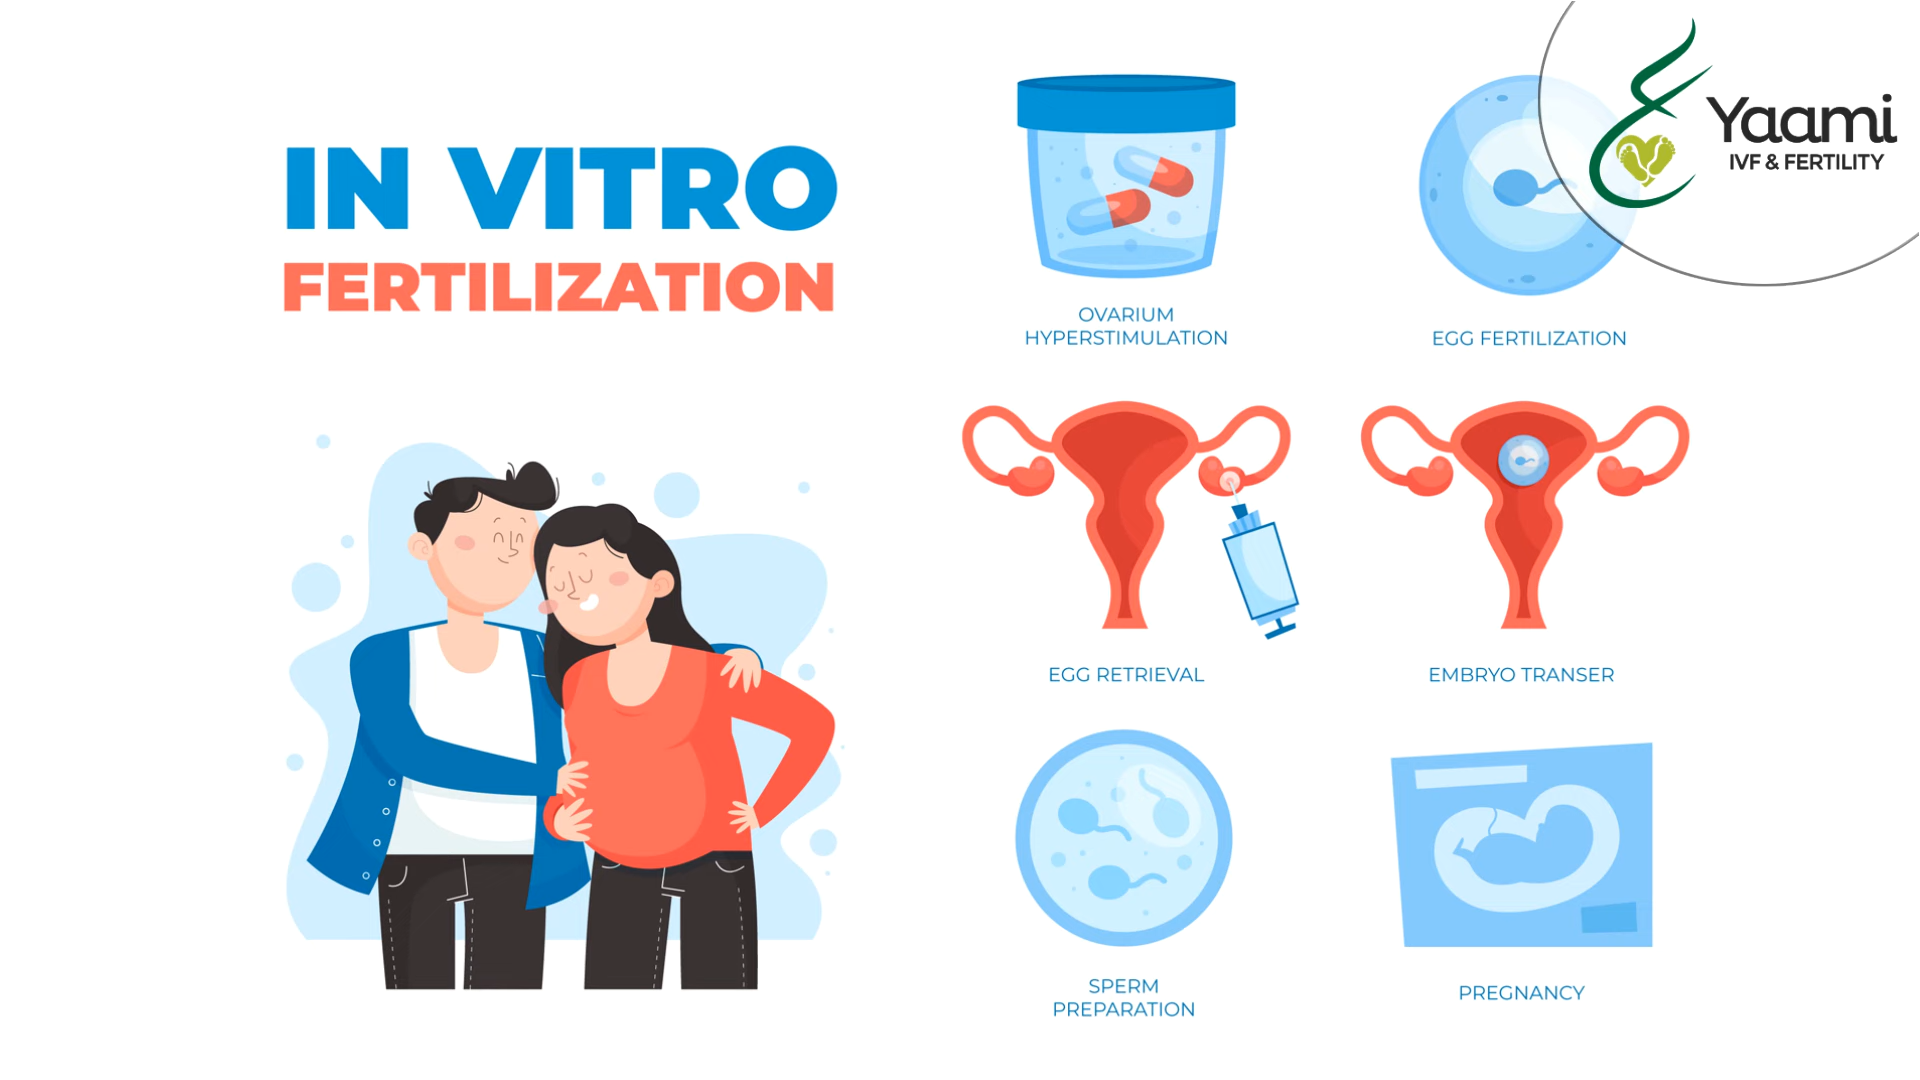 IN VITRO
FERTILIZATION
OVARIUM
HYPERSTIMULATION
EGG RETRIEVAL
SPERM
PREPARATION
EGG FERTILIZATION
EMBRYO TRANSER
PREGNANCY
Yaami
IVF & FERTILITY